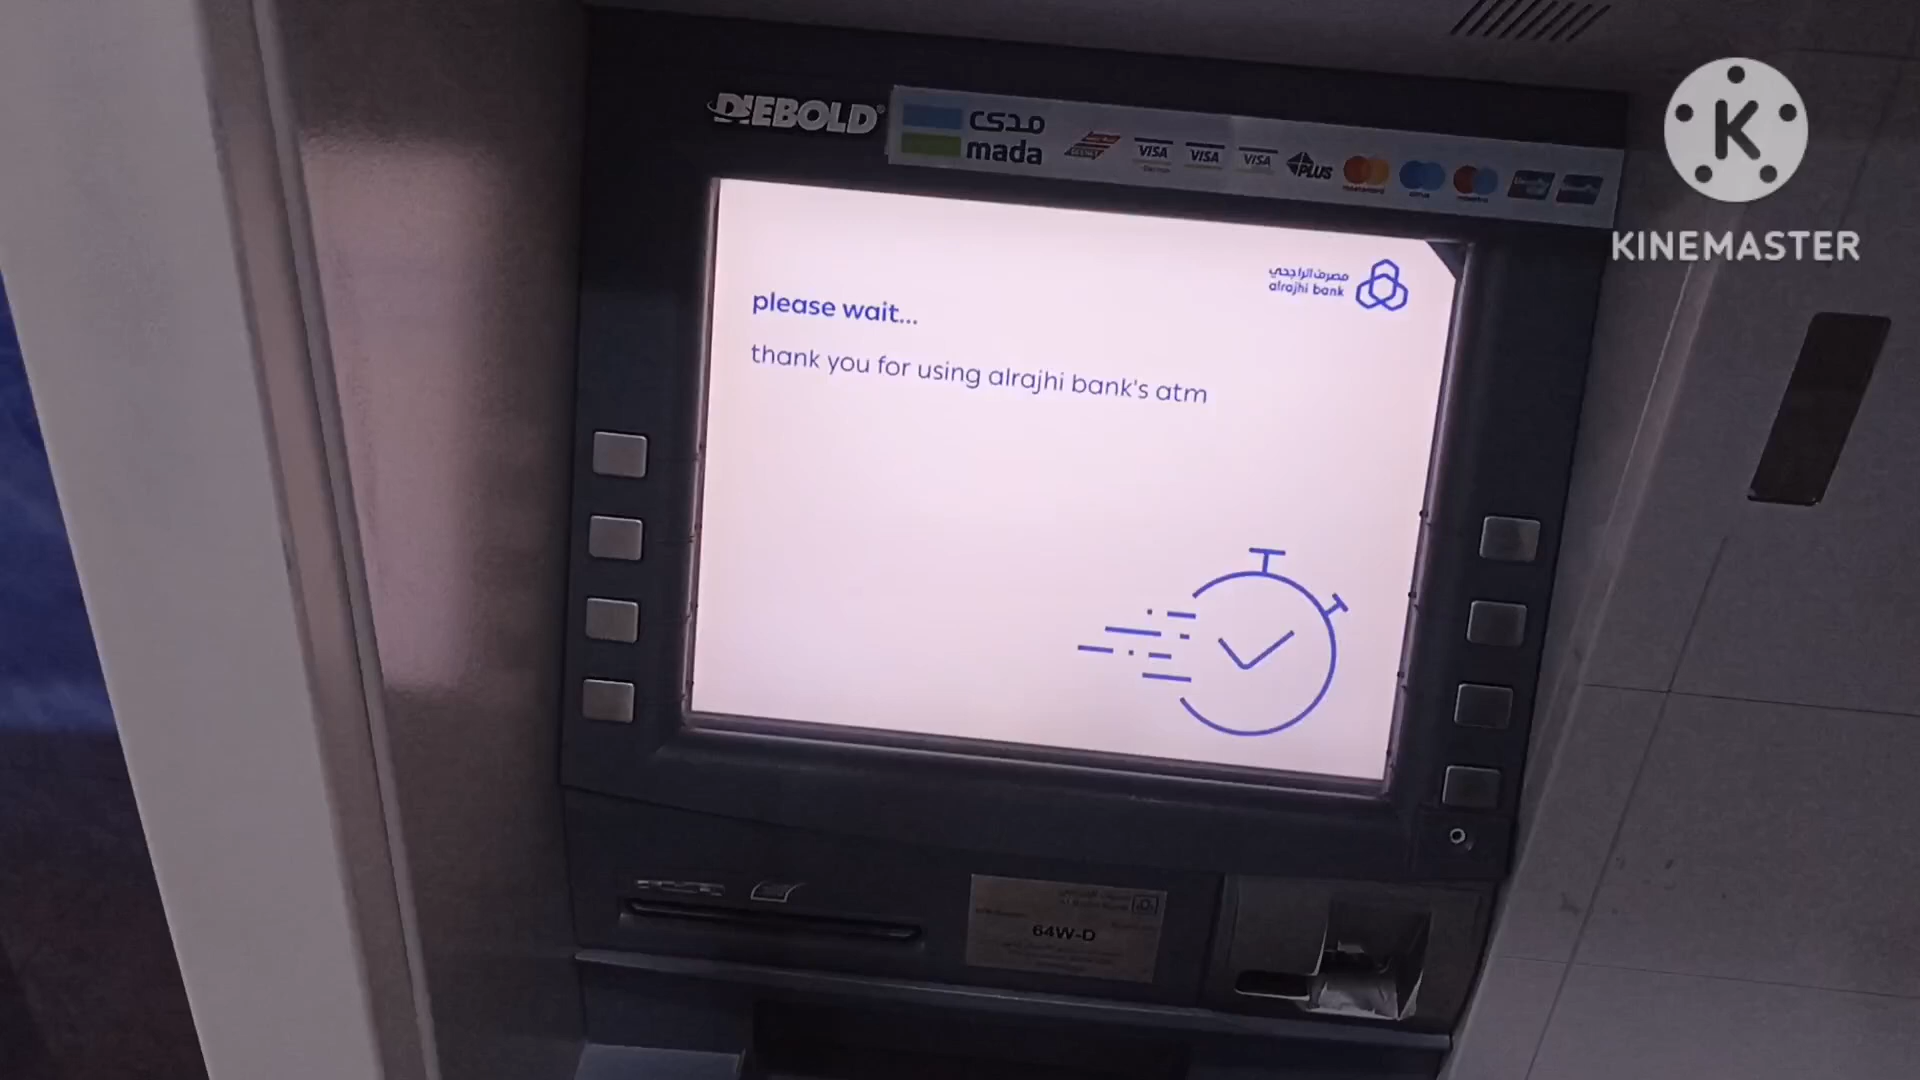 DIEBOLD
مدى
mada
VISA
VISA
VISA
PLUS
K
KINEMASTER
مصرف الراجحي
alrajhi bank
please wait...
thank you for using alrajhi bank's atm
64W-D